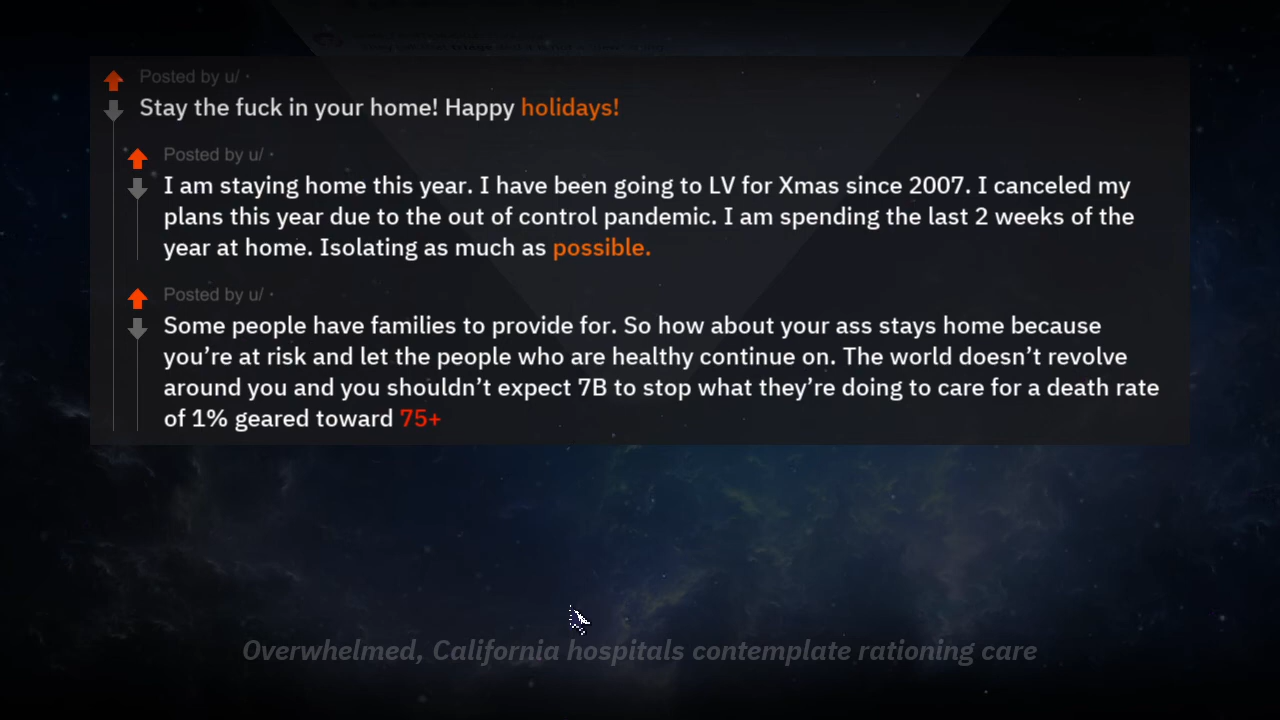 Posted by u/ ·
Stay the fuck in your home! Happy holidays!
Posted by u/ ·
I am staying home this year. I have been going to LV for Xmas since 2007. I canceled my
plans this year due to the out of control pandemic. I am spending the last 2 weeks of the
year at home. Isolating as much as possible.
Posted by u/ ·
Some people have families to provide for. So how about your ass stays home because
you’re at risk and let the people who are healthy continue on. The world doesn’t revolve
around you and you shouldn’t expect 7B to stop what they’re doing to care for a death rate
of 1% geared toward 75+
Overwhelmed, California hospitals contemplate rationing care